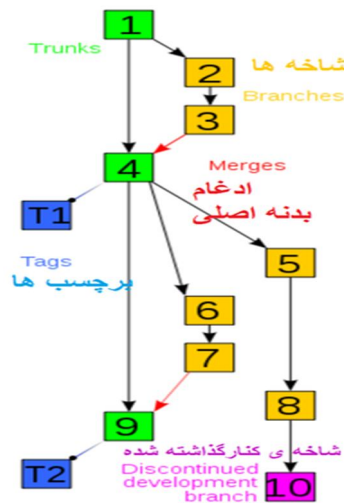 1
Trunks
2
شاخه ها
Branches
3
4
Merges
ادغام
بدنه اصلی
T1
Tags
برچسب ها
5
6
7
8
9
شاخه ی کنارگذاشته شده
Discontinued
development
branch
10
T2